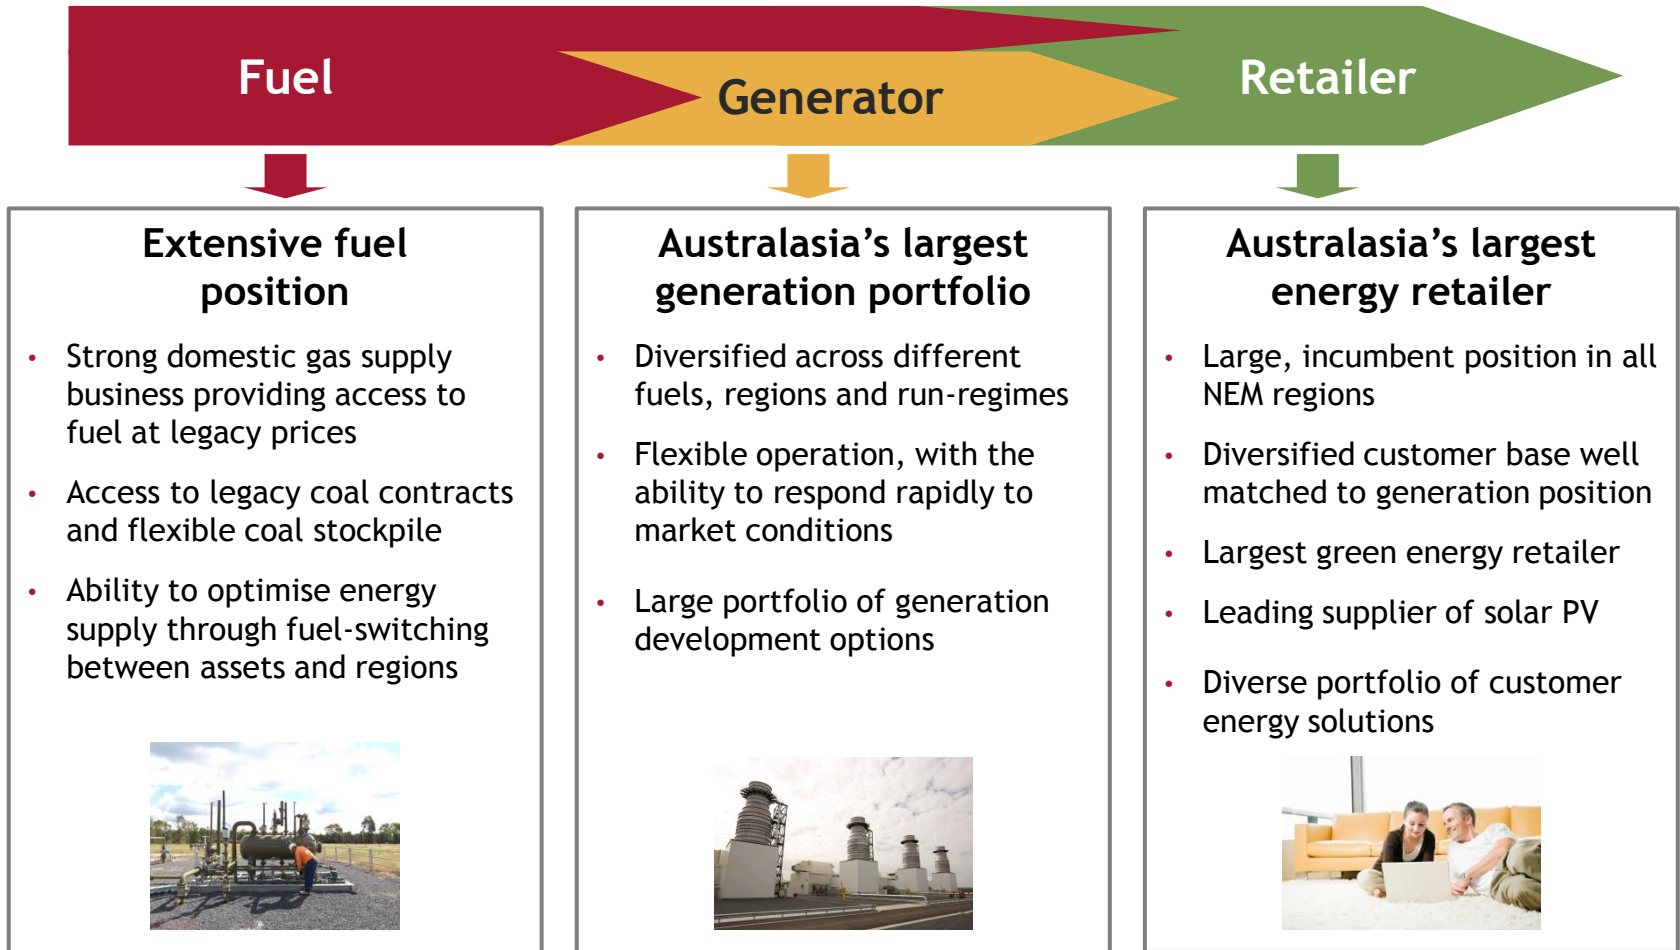 Fuel
Generator
Retailer
Extensive fuel
position
• Strong domestic gas supply
business providing access to
fuel at legacy prices
• Access to legacy coal contracts
and flexible coal stockpile
• Ability to optimise energy
supply through fuel-switching
between assets and regions
Australasia’s largest
generation portfolio
• Diversified across different
fuels, regions and run-regimes
• Flexible operation, with the
ability to respond rapidly to
market conditions
• Large portfolio of generation
development options
Australasia’s largest
energy retailer
• Large, incumbent position in all
NEM regions
• Diversified customer base well
matched to generation position
• Largest green energy retailer
• Leading supplier of solar PV
• Diverse portfolio of customer
energy solutions